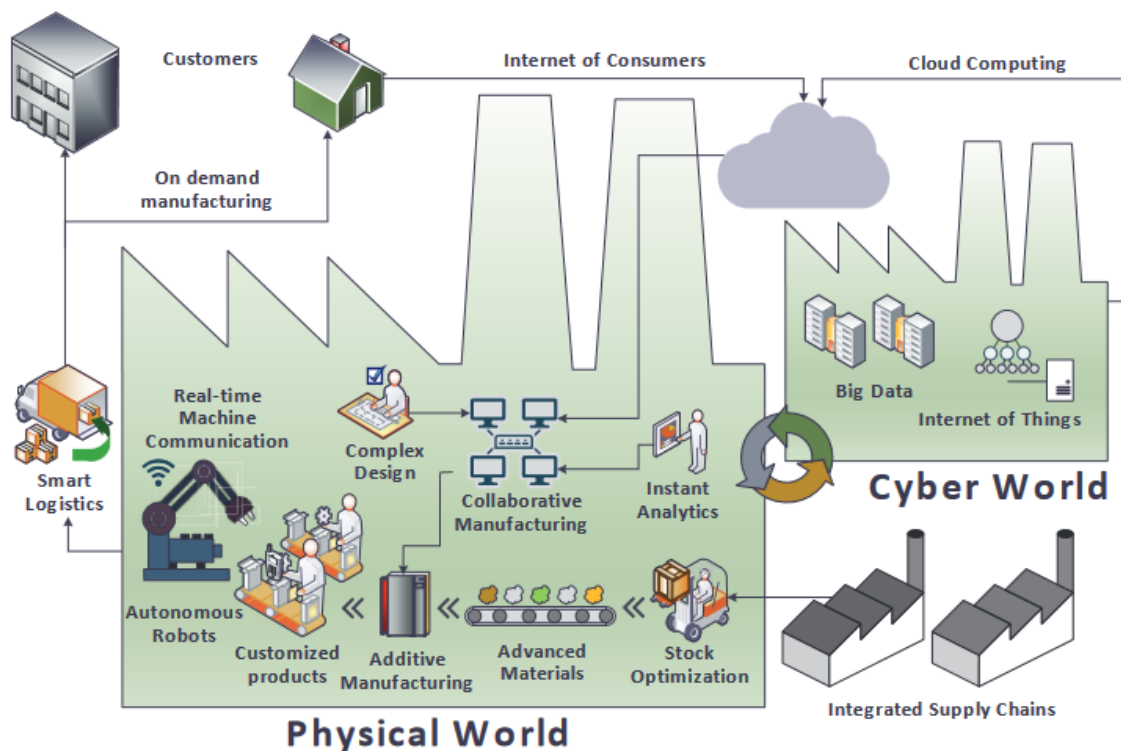 Customers
Internet of Consumers
Cloud Computing
On demand
manufacturing
Real-time
Machine
Communication
Smart
Logistics
Complex
Design
Collaborative
Manufacturing
Instant
Analytics
Big Data
Internet of Things
Cyber World
Autonomous
Robots
Customized
products
Additive
Manufacturing
Advanced
Materials
Stock
Optimization
Integrated Supply Chains
Physical World